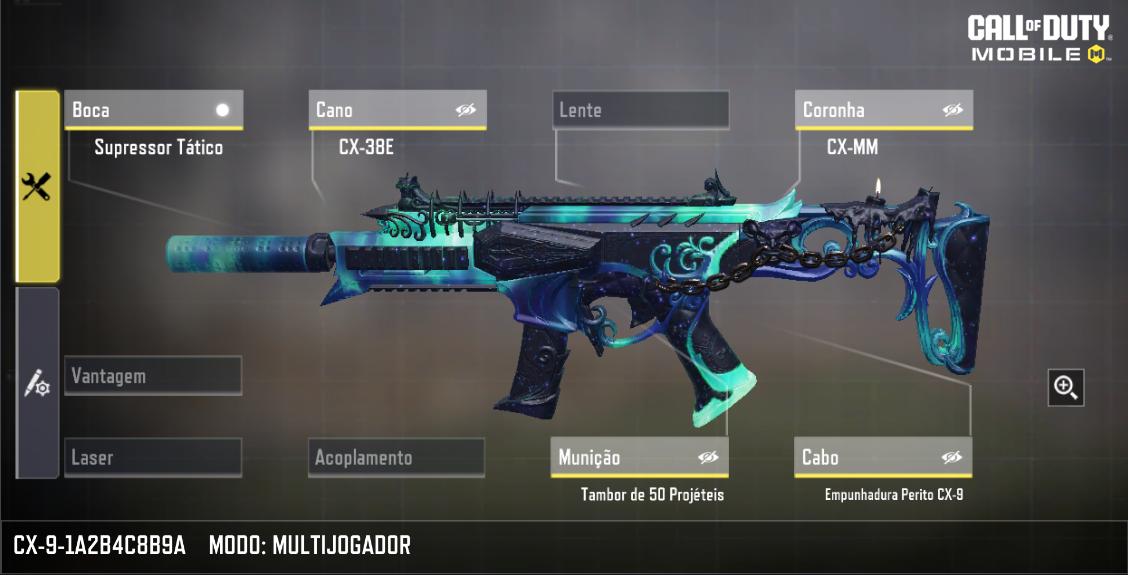 CALL OF DUTY
MOBILE
Boca
Supressor Tático
Cano
CX-38E
Lente
Coronha
CX-MM
Vantagem
Laser
Acoplamento
Munição
Tambor de 50 Projéteis
Cabo
Empunhadura Perito CX-9
CX-9-1A2B4C8B9A MODO: MULTIJOGADOR